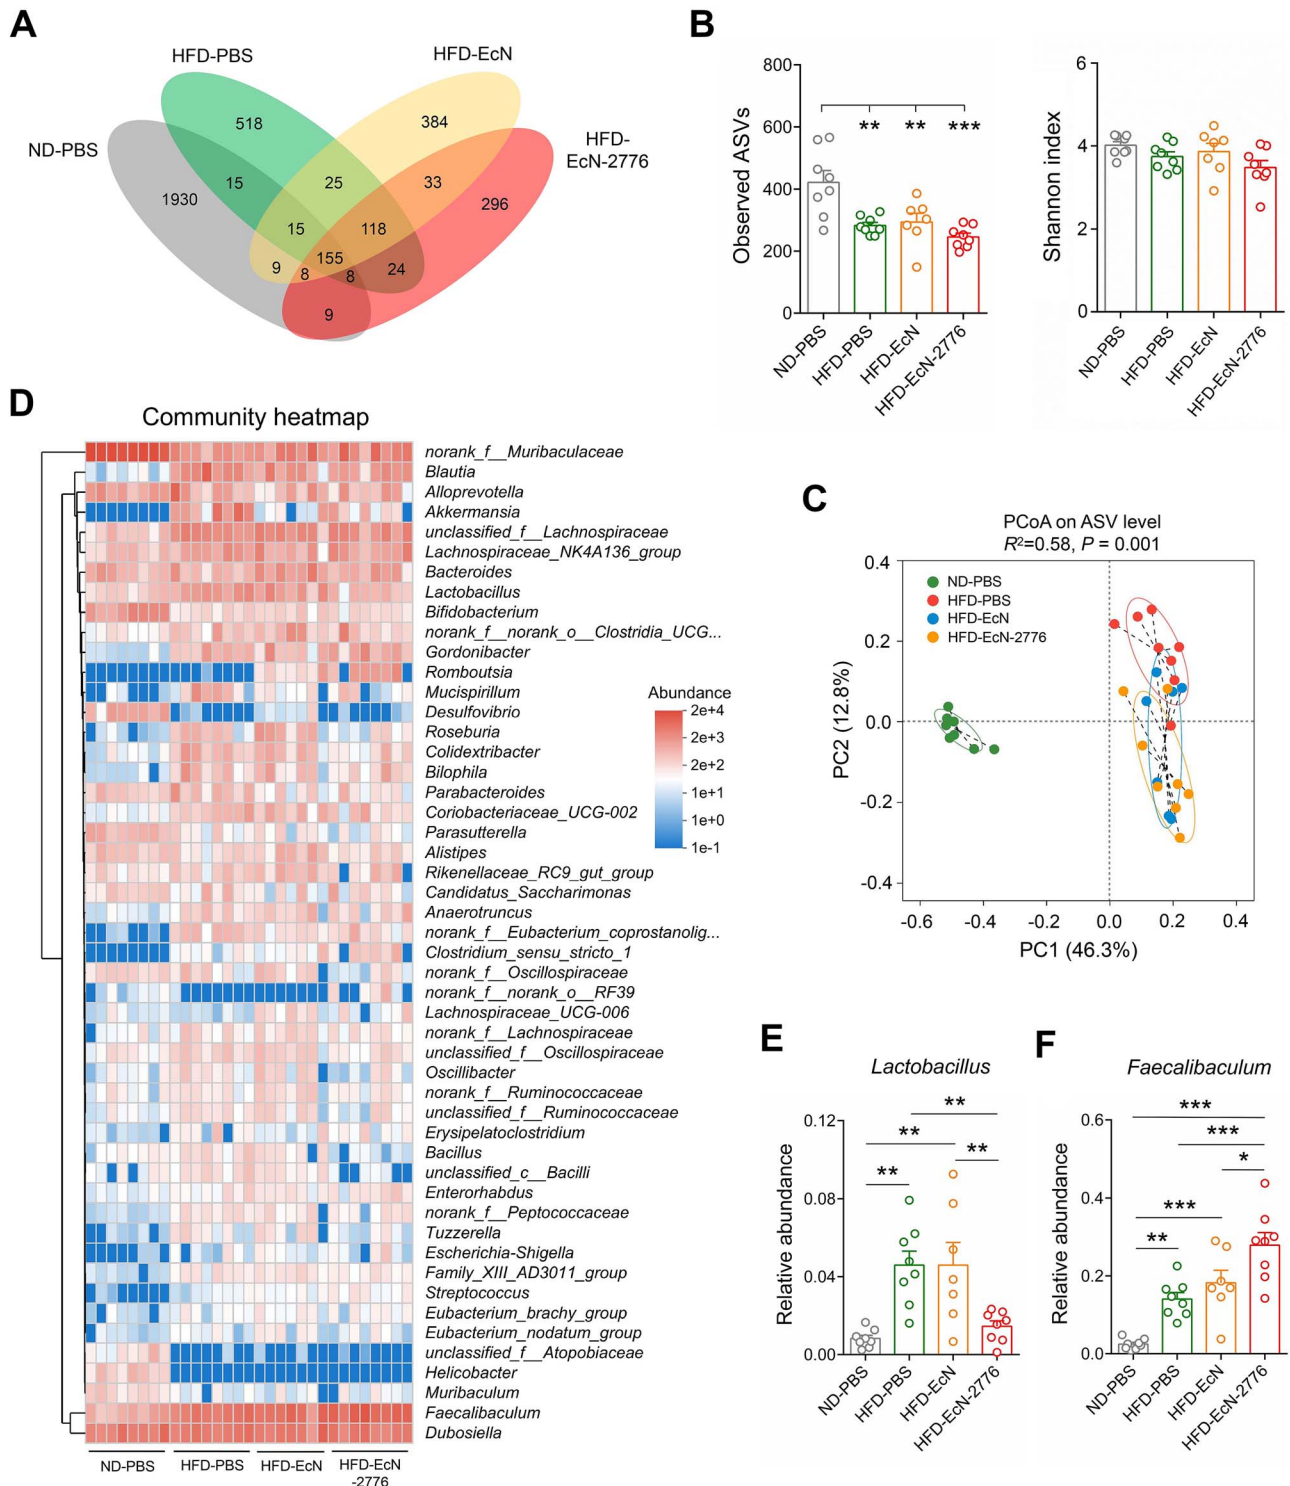 A
HFD-PBS
HFD-EcN
ND-PBS
HFD-
EcN-2776
518
384
1930
15
25
33
296
15
118
9
8
155
8
24
9
B
Observed ASVs
800
600
400
200
0
** ** ***
ND-PBS
HFD-PBS
HFD-EcN
HFD-EcN-2776
Shannon index
6
4
2
0
ND-PBS
HFD-PBS
HFD-EcN
HFD-EcN-2776
D
Community heatmap
norank_f__Muribaculaceae
Blautia
Alloprevotella
Akkermansia
unclassified_f__Lachnospiraceae
Lachnospiraceae_NK4A136_group
Bacteroides
Lactobacillus
Bifidobacterium
norank_f__norank_o__Clostridia_UCG...
Gordonibacter
Romboutsia
Mucispirillum
Desulfovibrio
Roseburia
Colidextribacter
Bilophila
Parabacteroides
Coriobacteriaceae_UCG-002
Parasutterella
Alistipes
Rikenellaceae_RC9_gut_group
Candidatus_Saccharimonas
Anaerotruncus
norank_f__Eubacterium_coprostanolig...
Clostridium_sensu_stricto_1
norank_f__Oscillospiraceae
norank_f__norank_o__RF39
Lachnospiraceae_UCG-006
norank_f__Lachnospiraceae
unclassified_f__Oscillospiraceae
Oscillibacter
norank_f__Ruminococcaceae
unclassified_f__Ruminococcaceae
Erysipelatoclostridium
Bacillus
unclassified_c__Bacilli
Enterorhabdus
norank_f__Peptococcaceae
Tuzzerella
Escherichia-Shigella
Family_XIII_AD3011_group
Streptococcus
Eubacterium_brachy_group
Eubacterium_nodatum_group
unclassified_f__Atopobiaceae
Helicobacter
Muribaculum
Faecalibaculum
Dubosiella
ND-PBS
HFD-PBS
HFD-EcN
HFD-EcN
-2776
Abundance
2e+4
2e+3
2e+2
1e+1
1e+0
1e-1
C
PCoA on ASV level
R²=0.58, P = 0.001
ND-PBS
HFD-PBS
HFD-EcN
HFD-EcN-2776
PC2 (12.8%)
0.4
0.2
0.0
-0.2
-0.4
-0.6 -0.4 -0.2 0.0 0.2 0.4
PC1 (46.3%)
E
Lactobacillus
Relative abundance
0.12
0.08
0.04
0.00
**
**
**
**
ND-PBS
HFD-PBS
HFD-EcN
HFD-EcN-2776
F
Faecalibaculum
Relative abundance
0.6
0.4
0.2
0.0
***
***
*
***
**
ND-PBS
HFD-PBS
HFD-EcN
HFD-EcN-2776